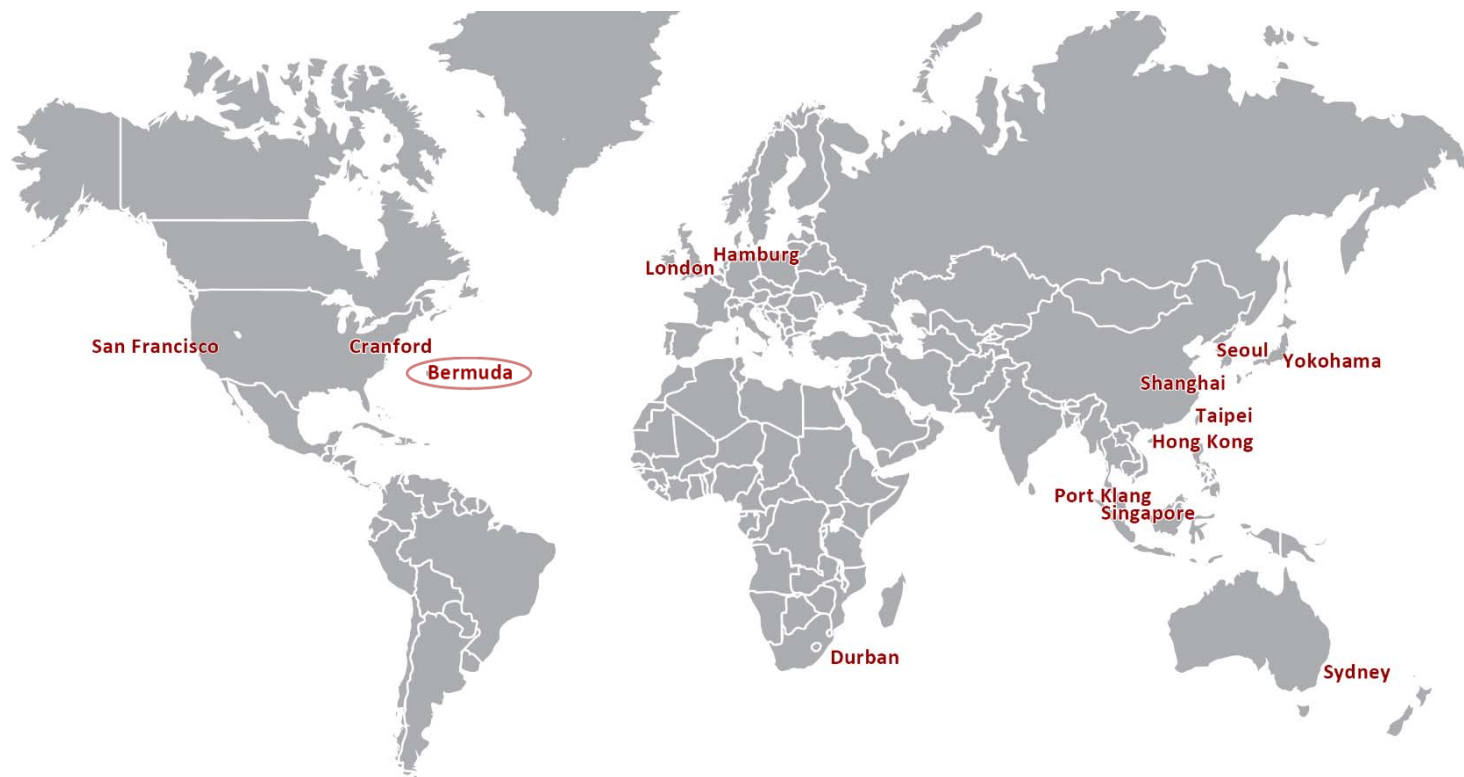 Hamburg
London
San Francisco
Cranford
Seoul
Yokohama
Bermuda
Shanghai
Taipei
Hong Kong
Port Klang
Singapore
Durban
Sydney